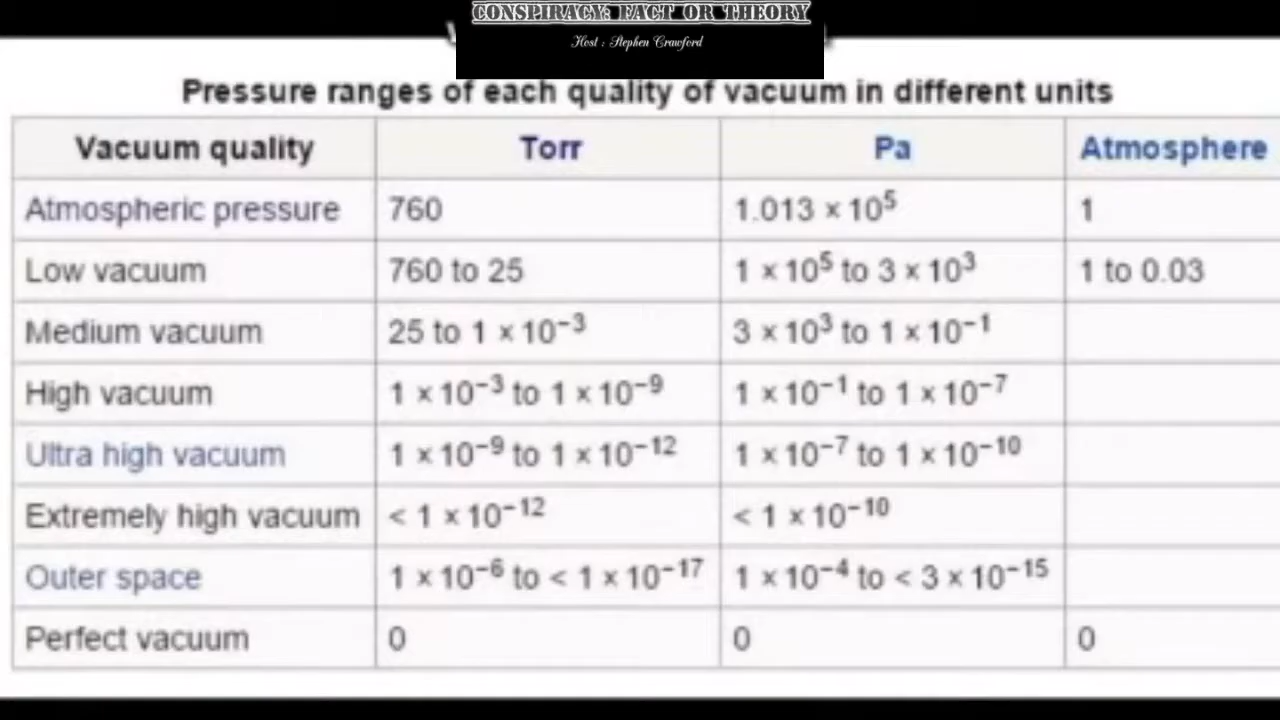 CONSPIRACY: FACT OR THEORY
Host : Stephen Crawford
Pressure ranges of each quality of vacuum in different units
Vacuum quality Torr Pa Atmosphere
Atmospheric pressure 760 1.013 × 10⁵ 1
Low vacuum 760 to 25 1 × 10⁵ to 3 × 10³ 1 to 0.03
Medium vacuum 25 to 1 × 10⁻³ 3 × 10³ to 1 × 10⁻¹
High vacuum 1 × 10⁻³ to 1 × 10⁻⁹ 1 × 10⁻¹ to 1 × 10⁻⁷
Ultra high vacuum 1 × 10⁻⁹ to 1 × 10⁻¹² 1 × 10⁻⁷ to 1 × 10⁻¹⁰
Extremely high vacuum < 1 × 10⁻¹² < 1 × 10⁻¹⁰
Outer space 1 × 10⁻⁶ to < 1 × 10⁻¹⁷ 1 × 10⁻⁴ to < 3 × 10⁻¹⁵
Perfect vacuum 0 0 0